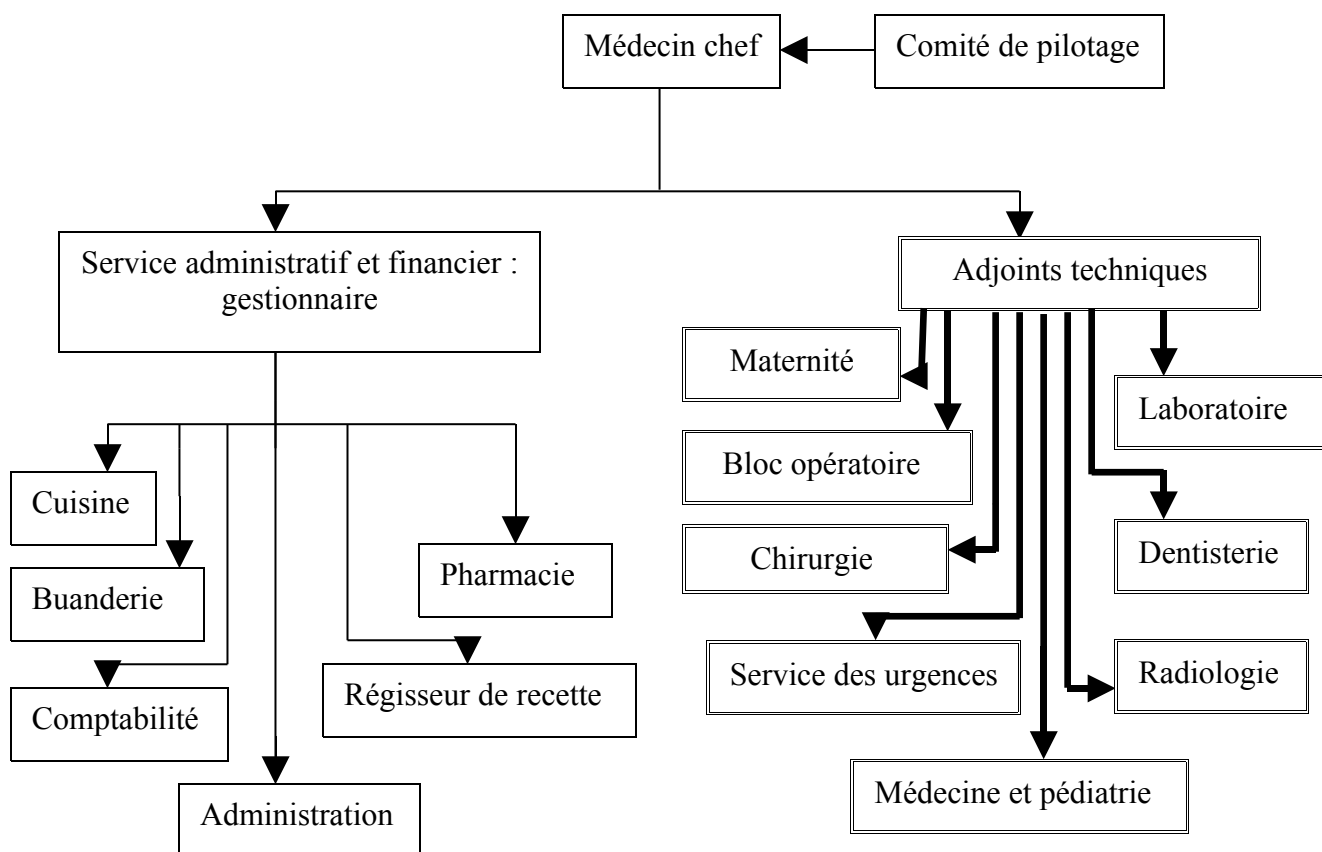 Médecin chef
Comité de pilotage
Service administratif et financier :
gestionnaire
Adjoints techniques
Maternité
Laboratoire
Bloc opératoire
Cuisine
Chirurgie
Dentisterie
Pharmacie
Buanderie
Service des urgences
Radiologie
Régisseur de recette
Comptabilité
Médecine et pédiatrie
Administration